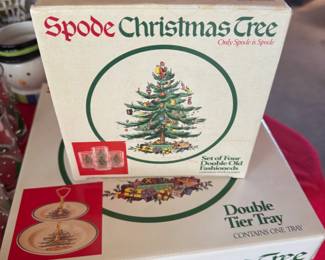 Spode Christmas Tree
Only Spode is Spode
Set of Four
Double Old
Fashioneds
Double
Tier Tray
CONTAINS ONE TRAY
Tree